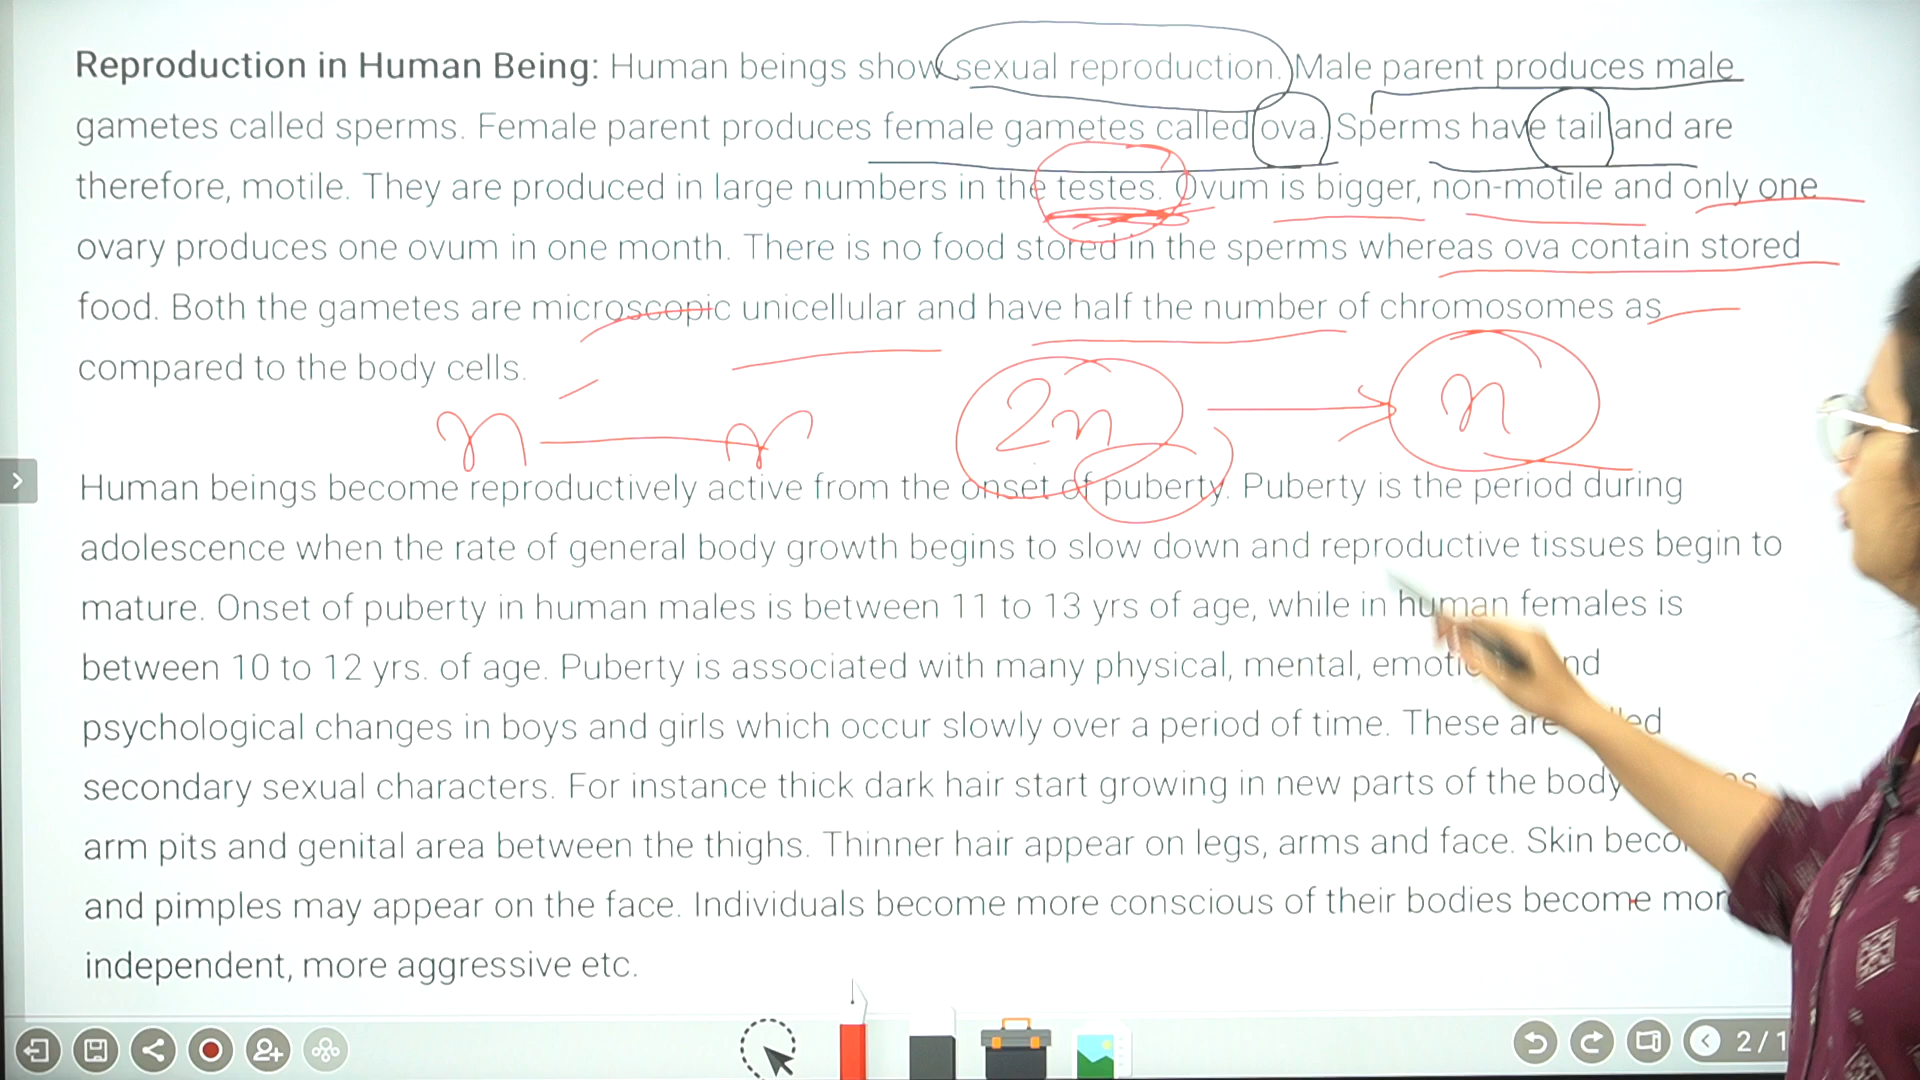 Reproduction in Human Being: Human beings show sexual reproduction. Male parent produces male
gametes called sperms. Female parent produces female gametes called ova. Sperms have tail and are
therefore, motile. They are produced in large numbers in the testes. Ovum is bigger, non-motile and only one
ovary produces one ovum in one month. There is no food stored in the sperms whereas ova contain stored
food. Both the gametes are microscopic unicellular and have half the number of chromosomes as
compared to the body cells.
2n n
n
Human beings become reproductively active from the onset of puberty. Puberty is the period during
adolescence when the rate of general body growth begins to slow down and reproductive tissues begin to
mature. Onset of puberty in human males is between 11 to 13 yrs of age, while in human females is
between 10 to 12 yrs. of age. Puberty is associated with many physical, mental,
psychological changes in boys and girls which occur slowly over a period of time. These are
secondary sexual characters. For instance thick dark hair start growing in new parts of the body
arm pits and genital area between the thighs. Thinner hair appear on legs, arms and face. Skin
and pimples may appear on the face. Individuals become more conscious of their bodies become
independent, more aggressive etc.
2 / 1